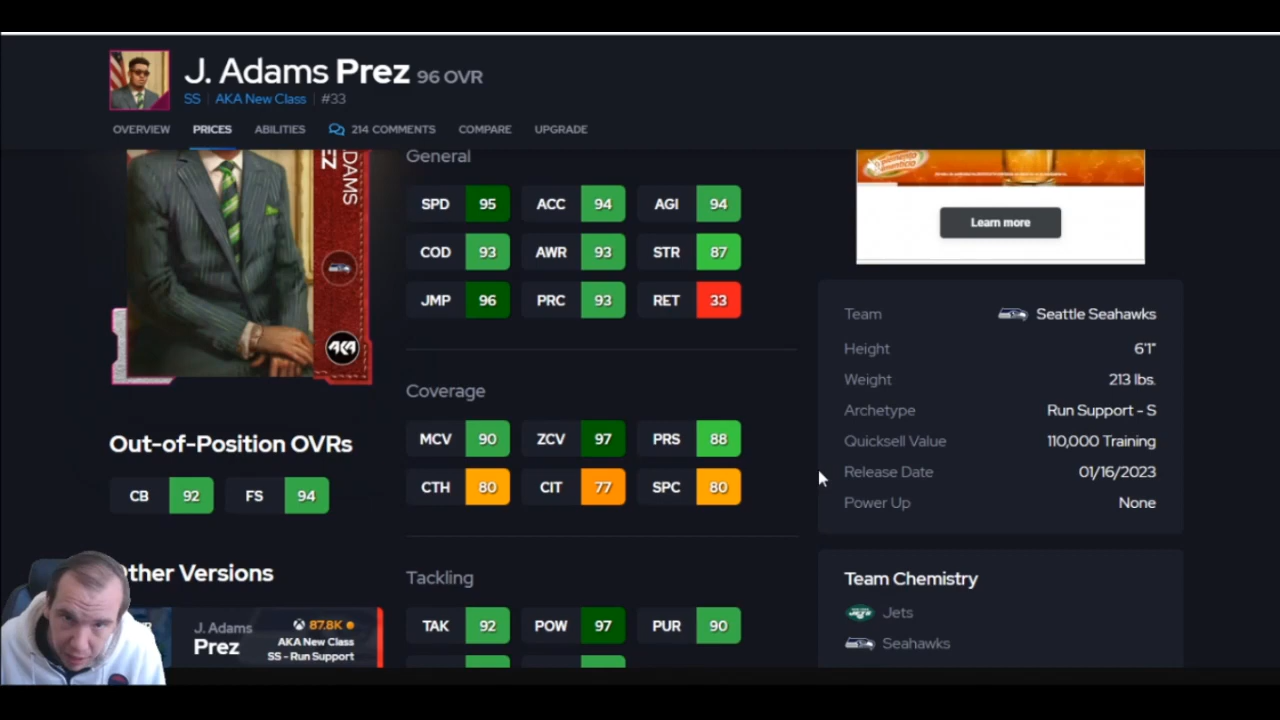 J. Adams Prez 96 OVR
SS | AKA New Class | #33
OVERVIEW PRICES ABILITIES 214 COMMENTS COMPARE UPGRADE
ADAMS
EZ
General
SPD 95 ACC 94 AGI 94
COD 93 AWR 93 STR 87
JMP 96 PRC 93 RET 33
AKA
Coverage
MCV 90 ZCV 97 PRS 88
CTH 80 CIT 77 SPC 80
Tackling
TAK 92 POW 97 PUR 90
Out-of-Position OVRs
CB 92 FS 94
ther Versions
J. Adams 87.8K
Prez AKA New Class
SS - Run Support
Learn more
Team Seattle Seahawks
Height 6'1"
Weight 213 lbs.
Archetype Run Support - S
Quicksell Value 110,000 Training
Release Date 01/16/2023
Power Up None
Team Chemistry
Jets
Seahawks